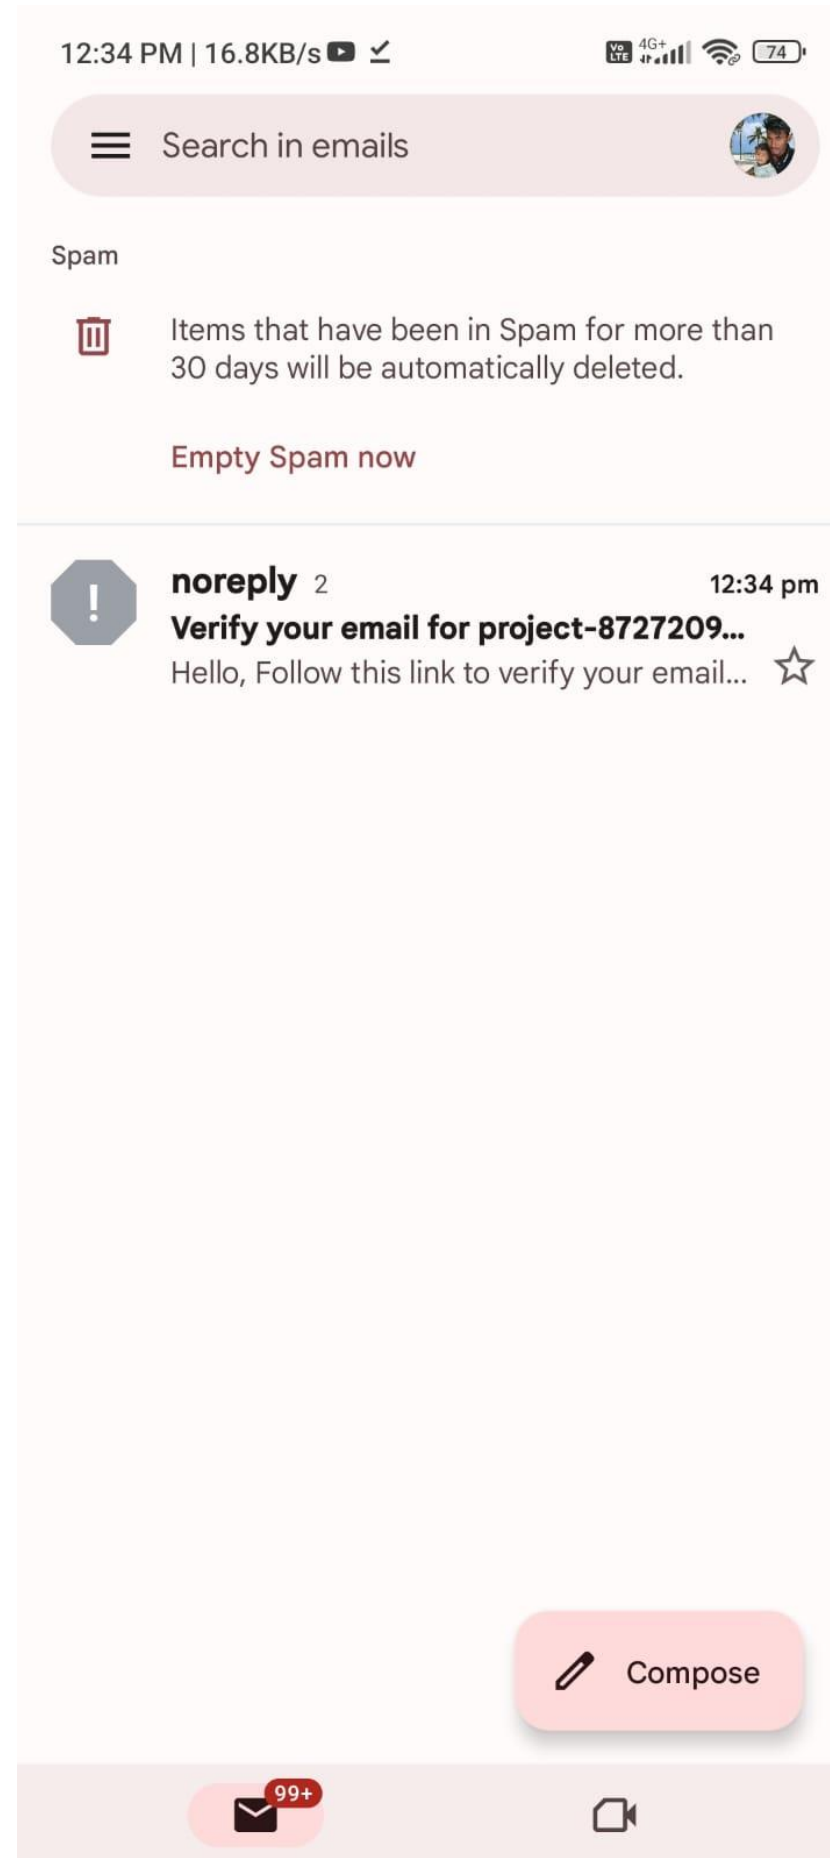 12:34 PM | 16.8KB/s
Vo LTE 4G+ 74
Search in emails
Spam
Items that have been in Spam for more than
30 days will be automatically deleted.
Empty Spam now
! noreply 2 12:34 pm
Verify your email for project-8727209...
Hello, Follow this link to verify your email...
Compose
99+